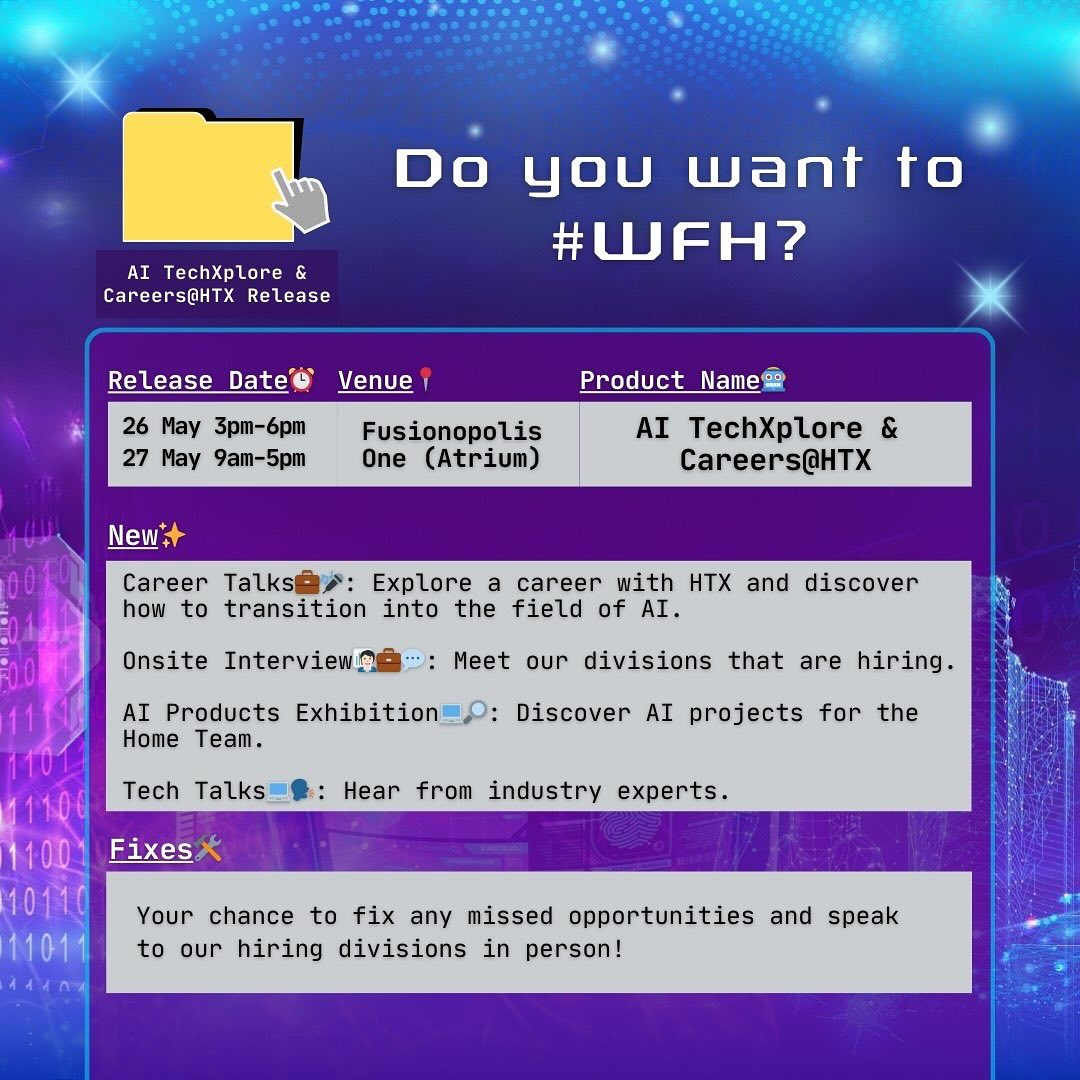 Do you want to
#WFH?
AI TechXplore &
Careers@HTX Release
Release Date⏰ Venue📍 Product Name🤖
26 May 3pm-6pm
27 May 9am-5pm
Fusionopolis
One (Atrium)
AI TechXplore &
Careers@HTX
New✨
Career Talks💼🎤: Explore a career with HTX and discover
how to transition into the field of AI.
Onsite Interview🧑🏻‍💼💼💬: Meet our divisions that are hiring.
AI Products Exhibition💻🔎: Discover AI projects for the
Home Team.
Tech Talks💻🗣️: Hear from industry experts.
Fixes🛠️
Your chance to fix any missed opportunities and speak
to our hiring divisions in person!